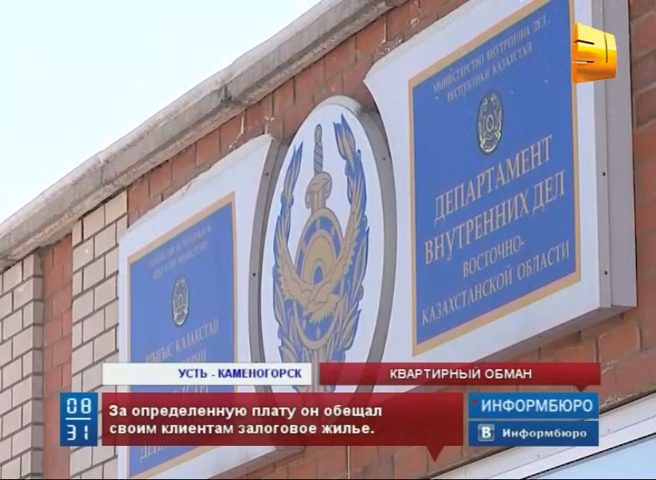 МИНИСТЕРСТВО ВНУТРЕННИХ ДЕЛ
РЕСПУБЛИКИ КАЗАХСТАН
ДЕПАРТАМЕНТ
ВНУТРЕННИХ ДЕЛ
ВОСТОЧНО-
КАЗАХСТАНСКОЙ ОБЛАСТИ
ҚАЗАҚСТАН
УСТЬ - КАМЕНОГОРСК
КВАРТИРНЫЙ ОБМАН
08
31
За определенную плату он обещал
своим клиентам залоговое жилье.
ИНФОРМБЮРО
В Информбюро